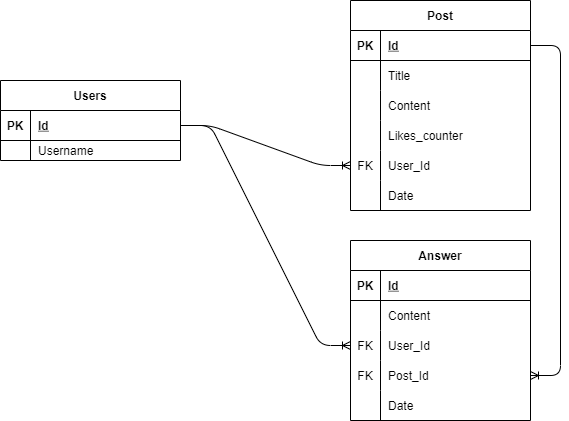 Users
PK Id
Username
Post
PK Id
Title
Content
Likes_counter
FK User_Id
Date
Answer
PK Id
Content
FK User_Id
FK Post_Id
Date